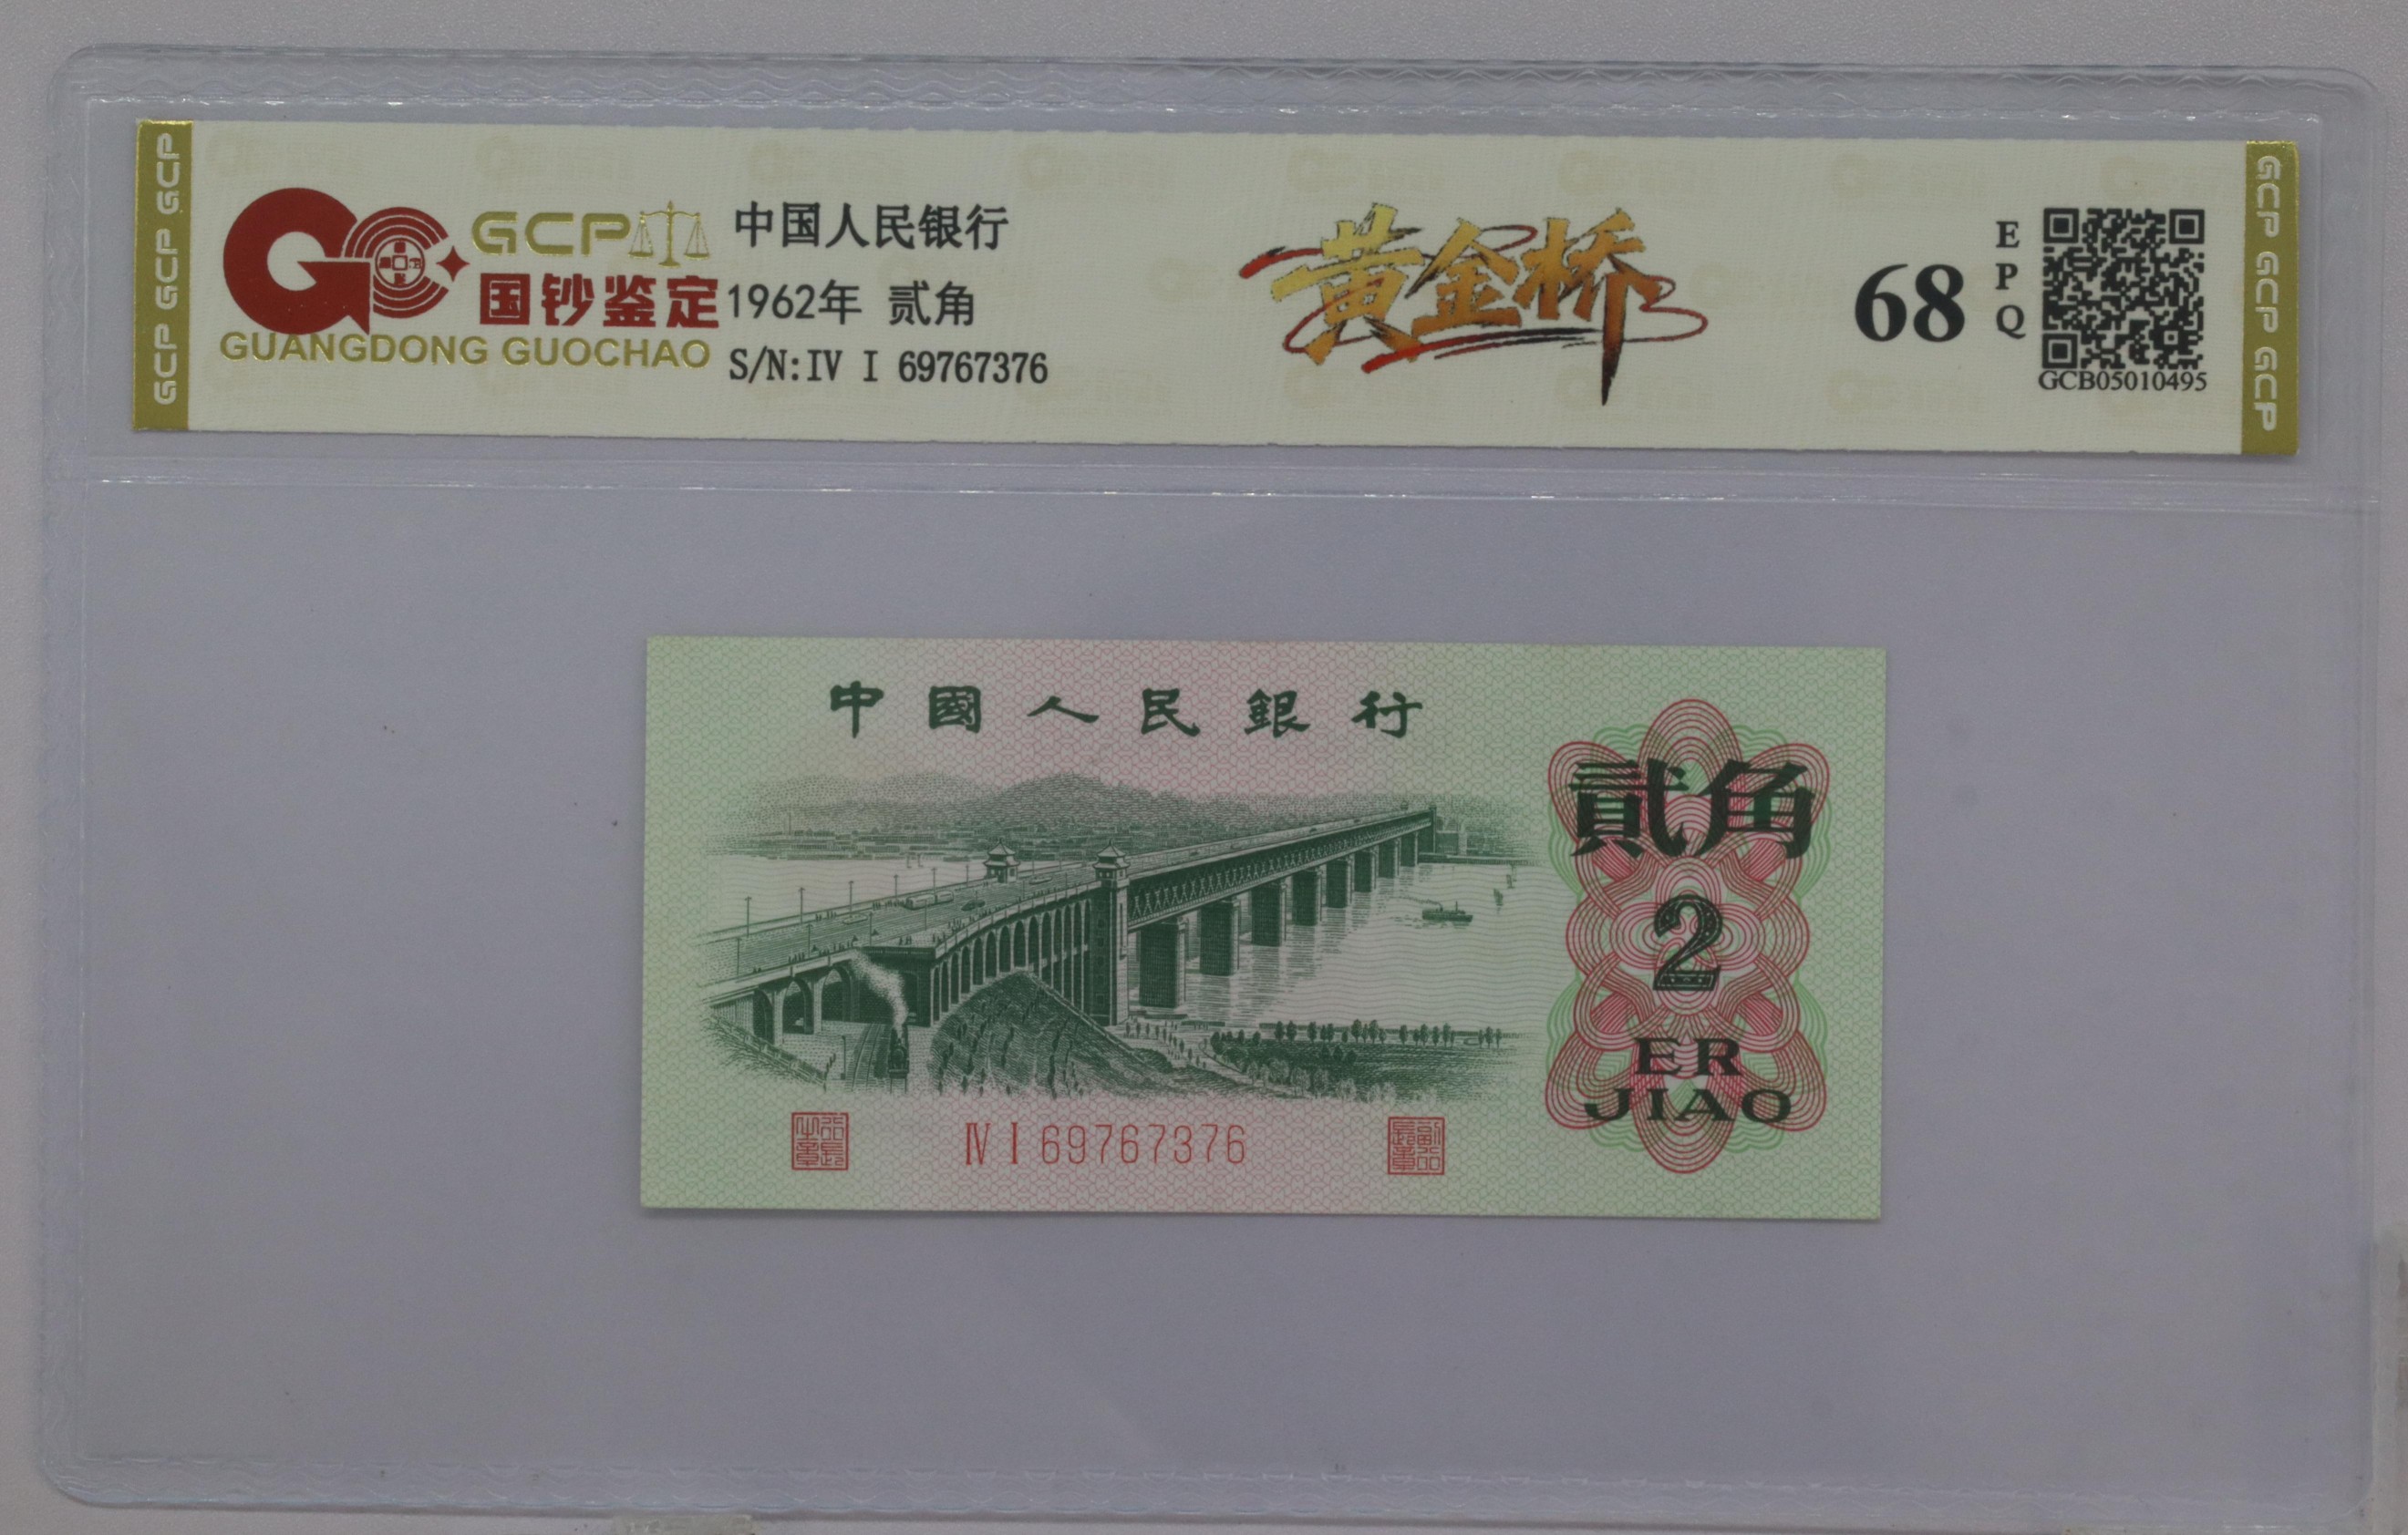 GCP GCP GCP
GCP
国钞鉴定
GUANGDONG GUOCHAO
中国人民银行
1962年 贰角
S/N:IV I 69767376
黄金桥
68
EPQ
GCB05010495
GCP GCP GCP
中國人民銀行
貳角
2
ER
JIAO
IV I 69767376